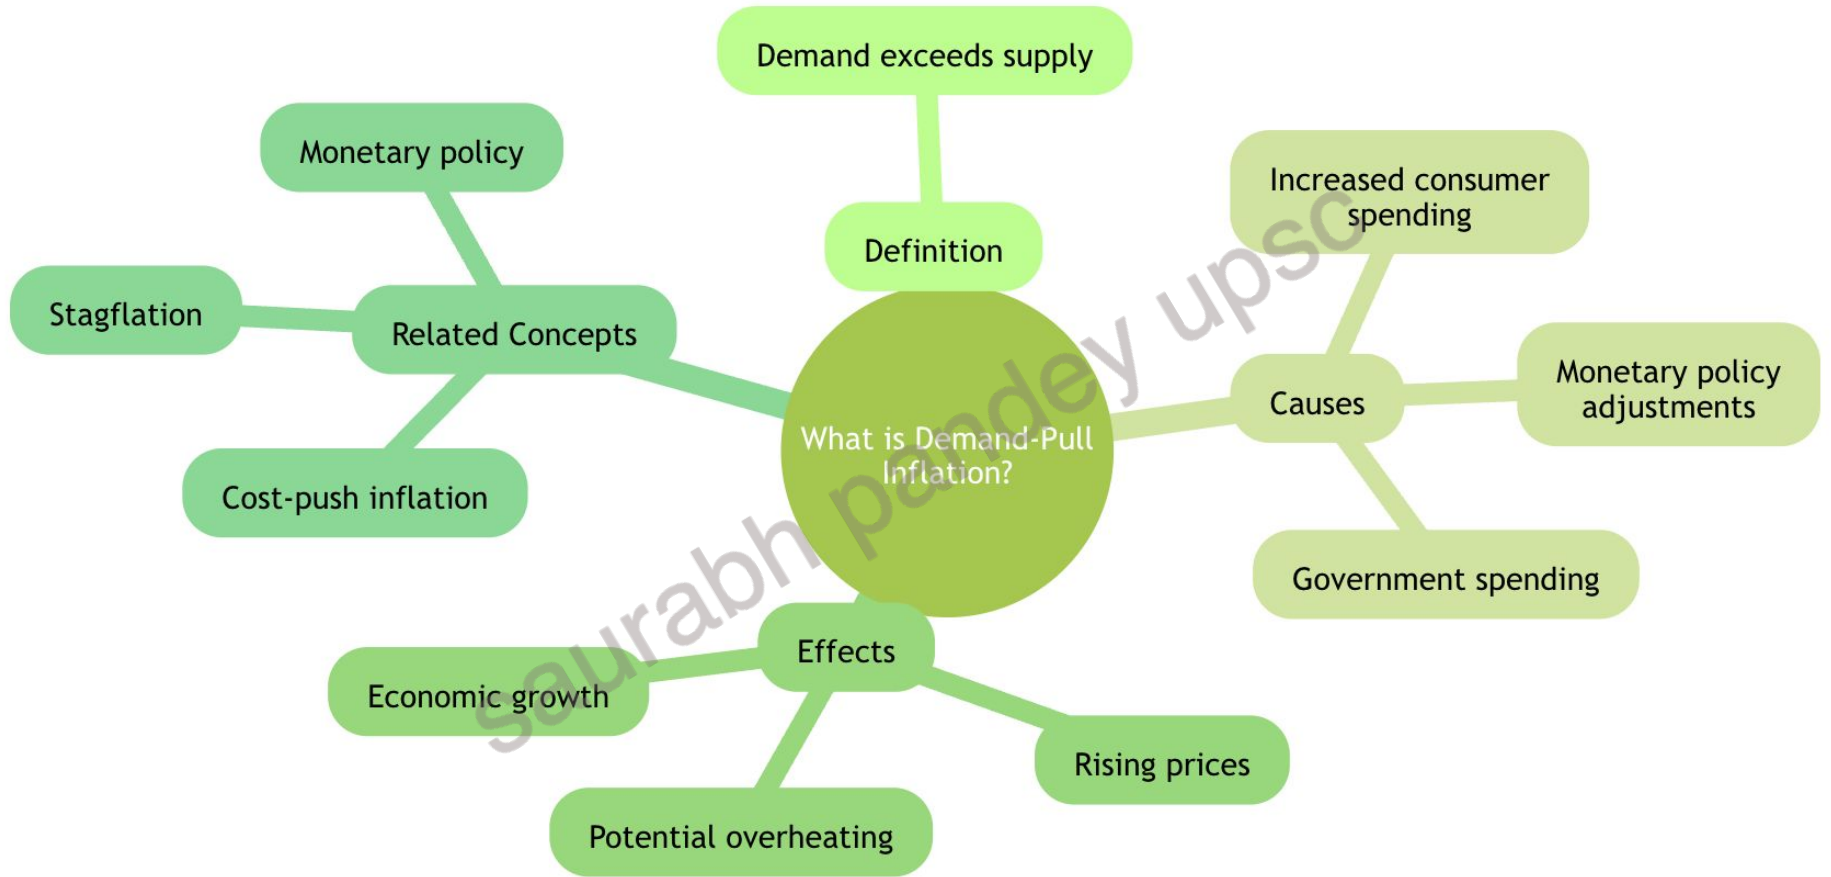 Demand exceeds supply
Definition
Monetary policy
Stagflation
Related Concepts
Cost-push inflation
Increased consumer
spending
Causes
Monetary policy
adjustments
Government spending
What is Demand-Pull
Inflation?
Effects
Economic growth
Potential overheating
Rising prices
saurabh pandey upsc